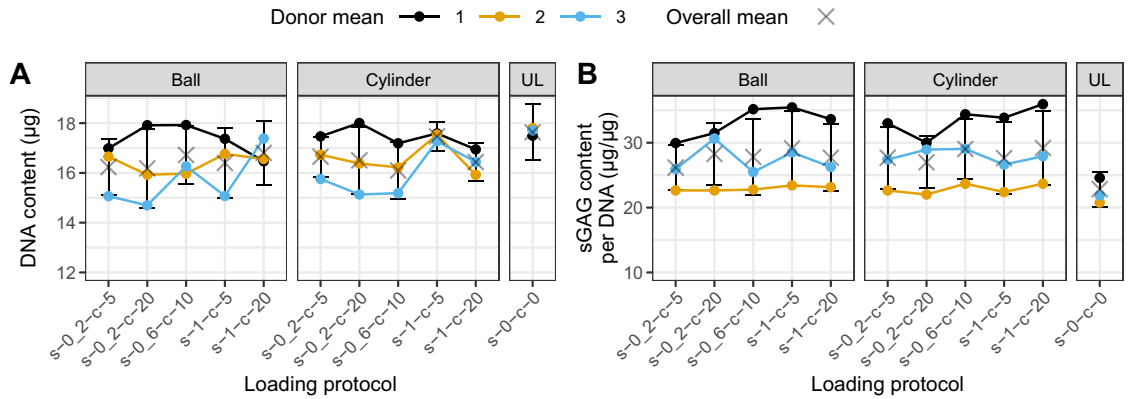 Donor mean 1 2 3 Overall mean
A
Ball Cylinder UL
DNA content (μg)
18
16
14
12
s−0_2−c−5
s−0_2−c−20
s−0_6−c−10
s−1−c−5
s−1−c−20
s−0_2−c−5
s−0_2−c−20
s−0_6−c−10
s−1−c−5
s−1−c−20
s−0−c−0
Loading protocol
B
Ball Cylinder UL
sGAG content
per DNA (μg/μg)
30
20
10
s−0_2−c−5
s−0_2−c−20
s−0_6−c−10
s−1−c−5
s−1−c−20
s−0_2−c−5
s−0_2−c−20
s−0_6−c−10
s−1−c−5
s−1−c−20
s−0−c−0
Loading protocol